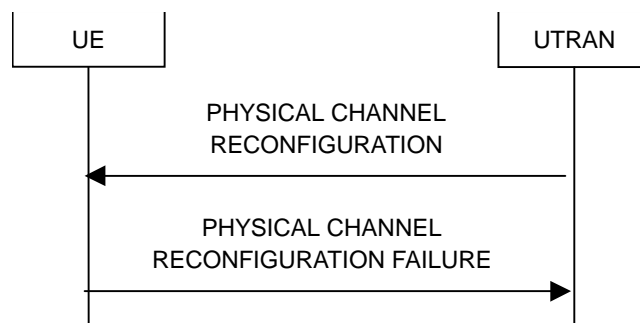 UE
UTRAN
PHYSICAL CHANNEL
RECONFIGURATION
PHYSICAL CHANNEL
RECONFIGURATION FAILURE